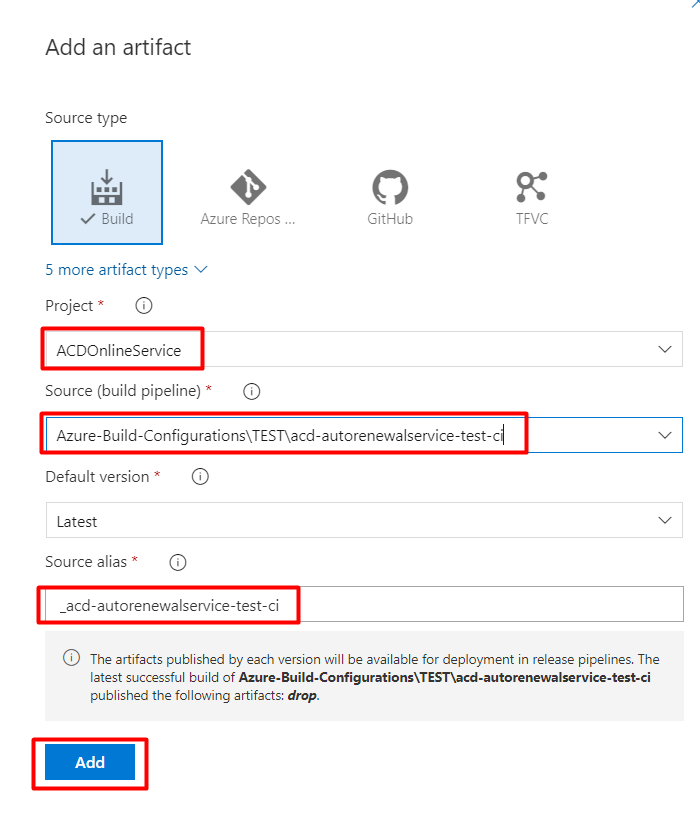 Add an artifact
Source type
Build
Azure Repos ...
GitHub
TFVC
5 more artifact types
Project *
ACDOnlineService
Source (build pipeline) *
Azure-Build-Configurations\TEST\acd-autorenewalservice-test-ci
Default version *
Latest
Source alias *
_acd-autorenewalservice-test-ci
The artifacts published by each version will be available for deployment in release pipelines. The
latest successful build of Azure-Build-Configurations\TEST\acd-autorenewalservice-test-ci
published the following artifacts: drop.
Add